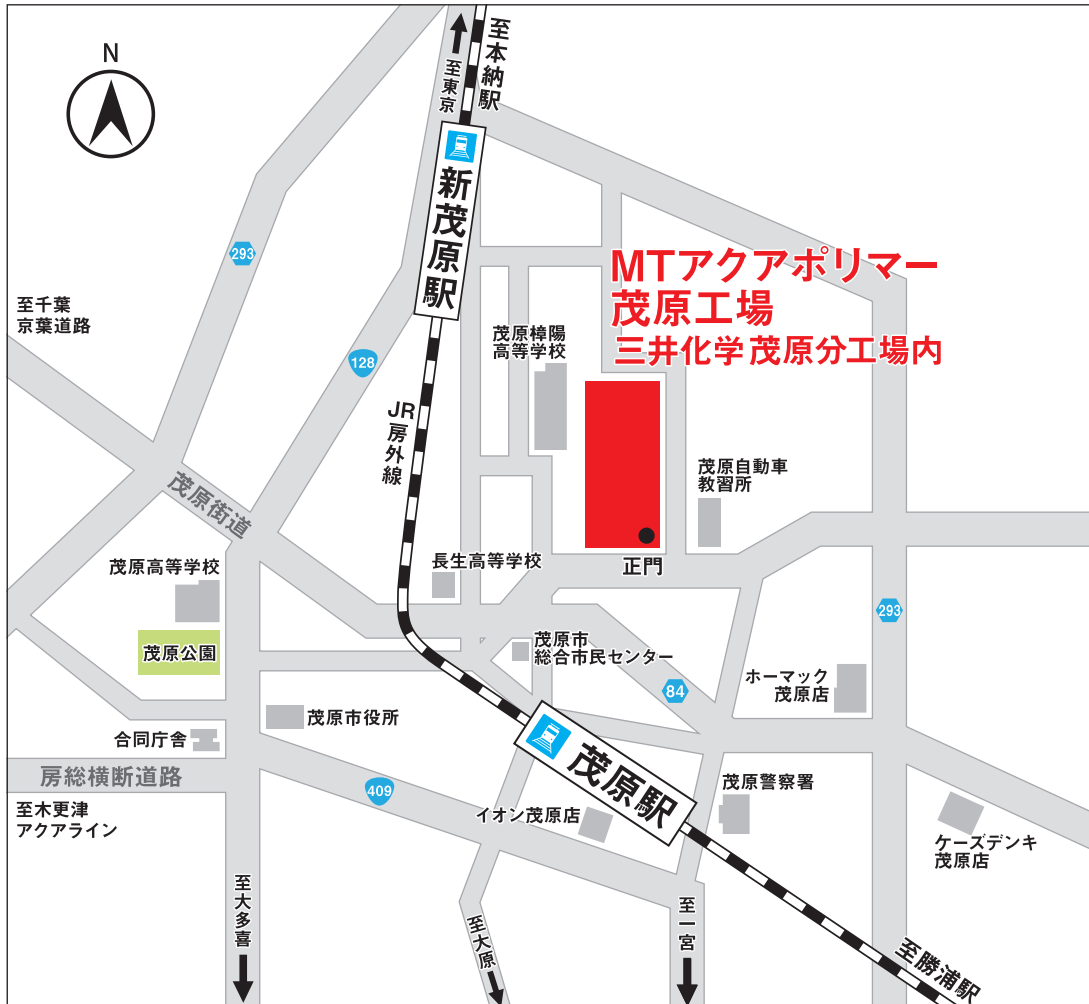 N
至東京
至本納駅
新茂原駅
293
至千葉
京葉道路
128
MTアクアポリマー
茂原工場
三井化学 茂原分工場内
茂原樟陽
高等学校
JR房外線
茂原自動車
教習所
茂原街道
正門
長生高等学校
茂原高等学校
茂原公園
293
茂原市
総合市民センター
84
ホーマック
茂原店
茂原市役所
合同庁舎
房総横断道路
茂原駅
409
至木更津
アクアライン
イオン茂原店
茂原警察署
ケーズデンキ
茂原店
至大多喜
至大原
至一宮
至勝浦駅